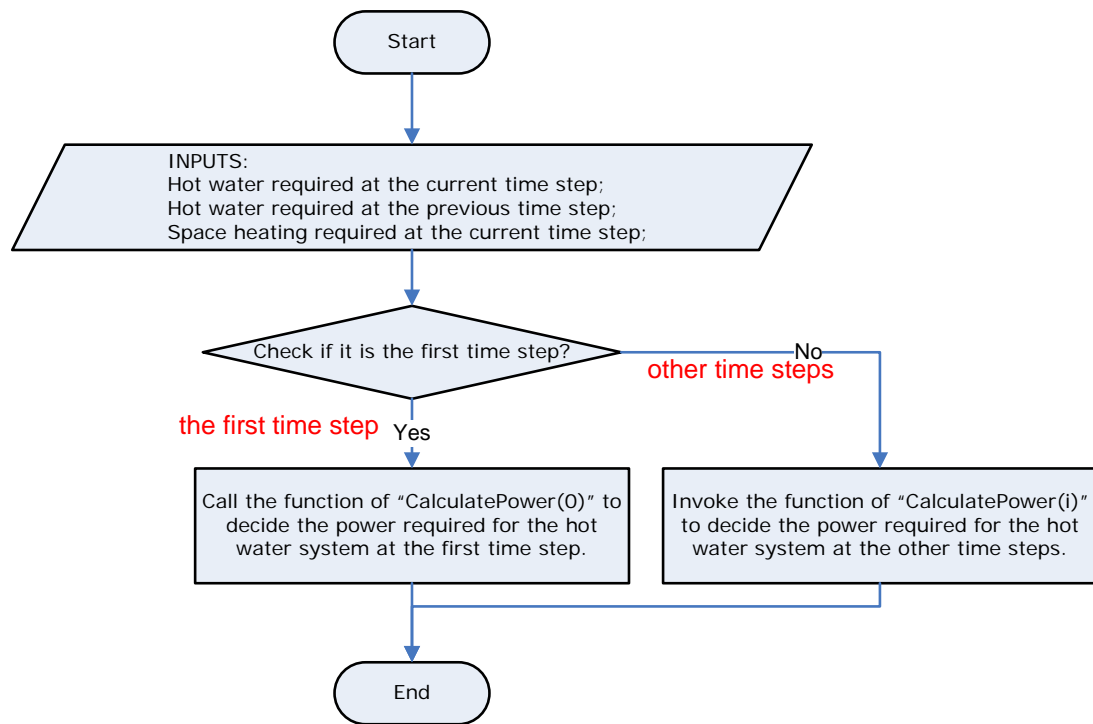 Start
INPUTS:
Hot water required at the current time step;
Hot water required at the previous time step;
Space heating required at the current time step;
Check if it is the first time step?
No
other time steps
the first time step
Yes
Call the function of “CalculatePower(0)” to
decide the power required for the hot
water system at the first time step.
Invoke the function of “CalculatePower(i)”
to decide the power required for the hot
water system at the other time steps.
End